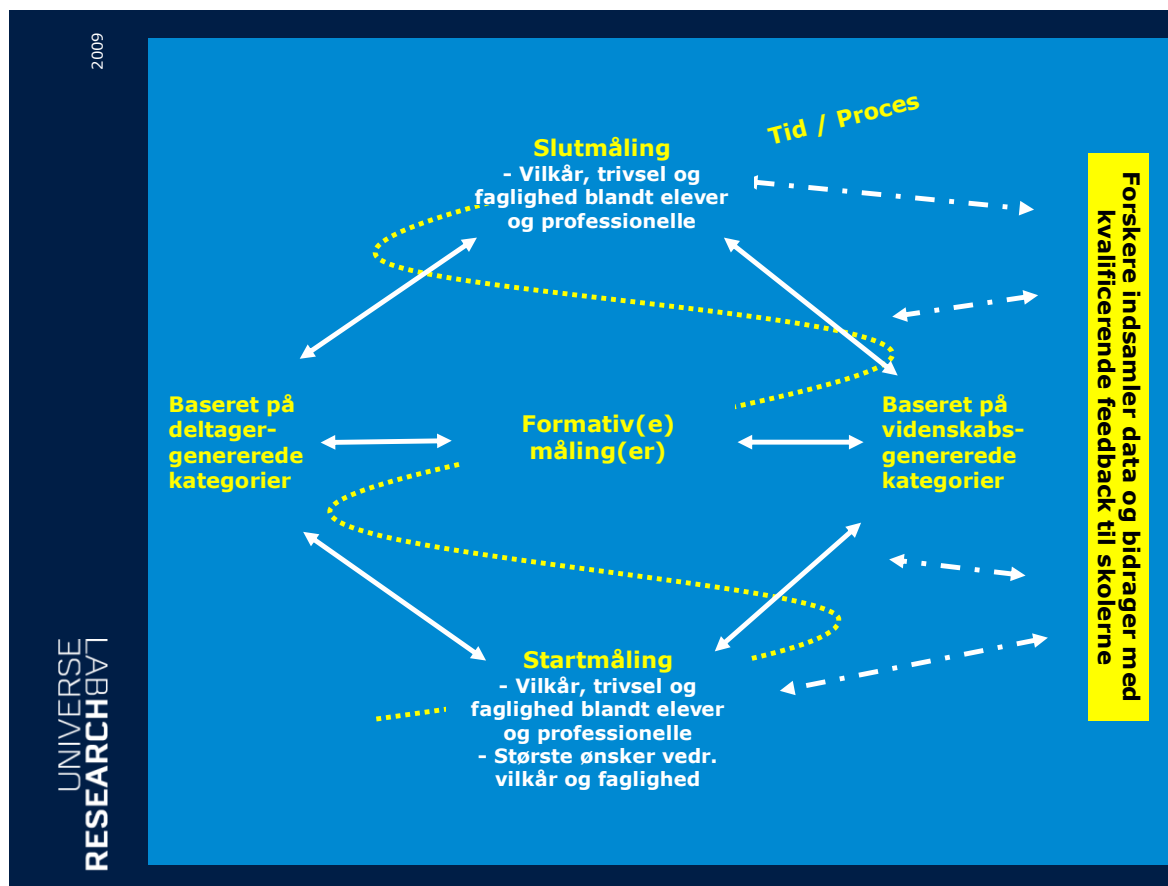 2009
Tid / Proces
Slutmåling
- Vilkår, trivsel og
faglighed blandt elever
og professionelle
Baseret på
deltager-
genererede
kategorier
Formativ(e)
måling(er)
Baseret på
videnskabs-
genererede
kategorier
Startmåling
- Vilkår, trivsel og
faglighed blandt elever
og professionelle
- Største ønsker vedr.
vilkår og faglighed
Forskere indsamler data og bidrager med
kvalificerende feedback til skolerne
UNIVERSE
RESEARCHLAB